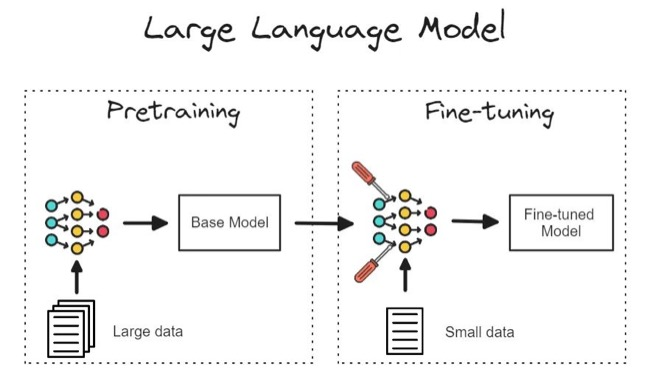 Large Language Model
Pretraining
Fine-tuning
Base Model
Fine-tuned
Model
Large data
Small data